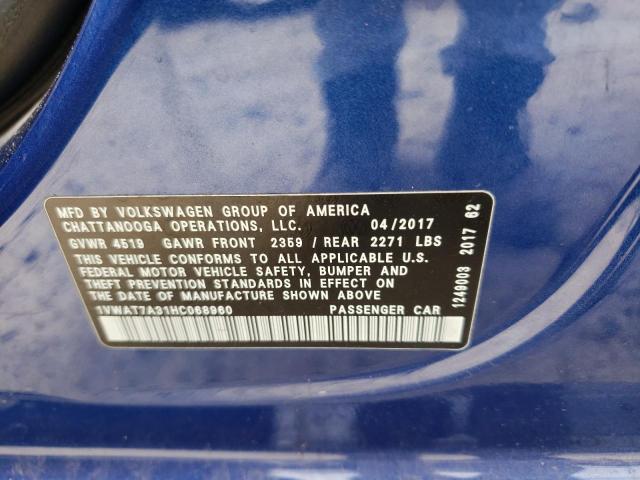 MFD BY VOLKSWAGEN GROUP OF AMERICA
CHATTANOOGA OPERATIONS, LLC. 04/2017
GVWR 4519 GAWR FRONT 2359 / REAR 2271 LBS
THIS VEHICLE CONFORMS TO ALL APPLICABLE U.S.
FEDERAL MOTOR VEHICLE SAFETY, BUMPER AND
THEFT PREVENTION STANDARDS IN EFFECT ON
THE DATE OF MANUFACTURE SHOWN ABOVE
1VWAT7A31HC068960 PASSENGER CAR
1249003 2017 62